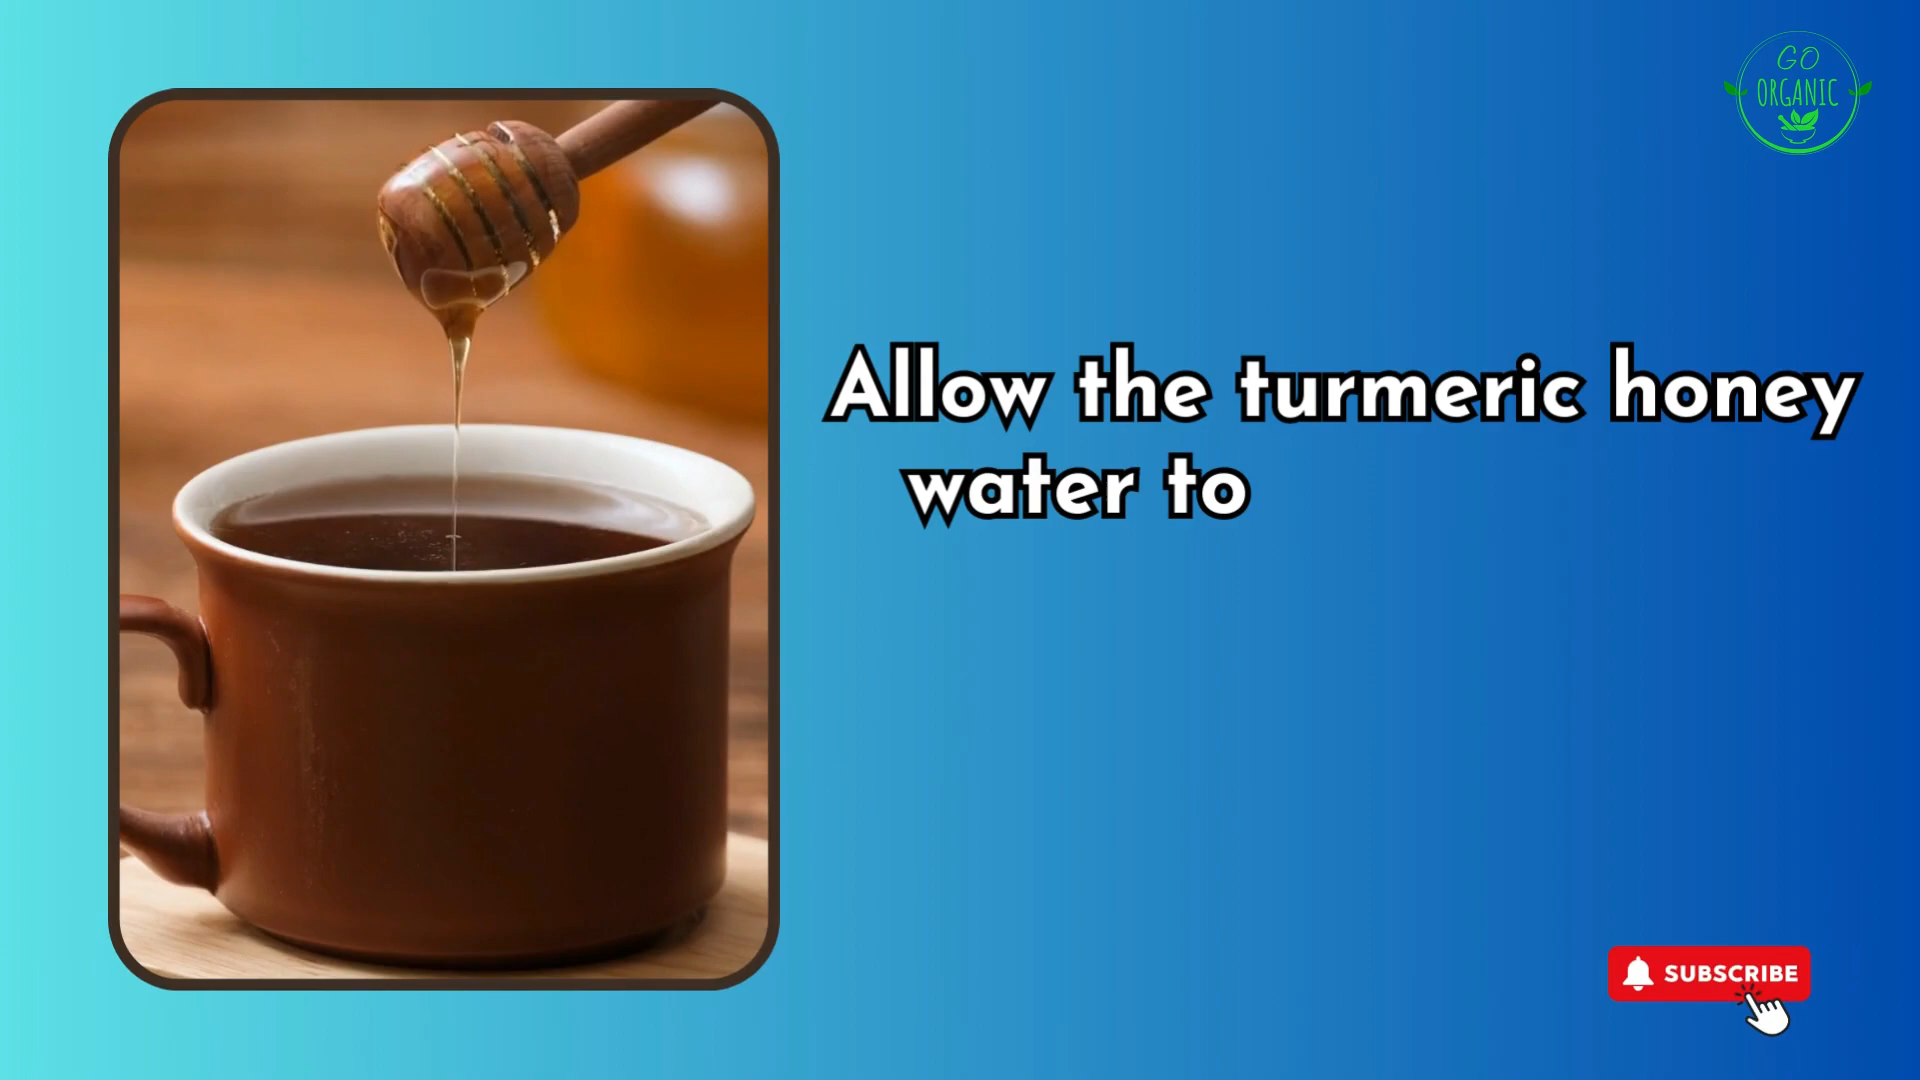 GO
ORGANIC
Allow the turmeric honey
water to
SUBSCRIBE